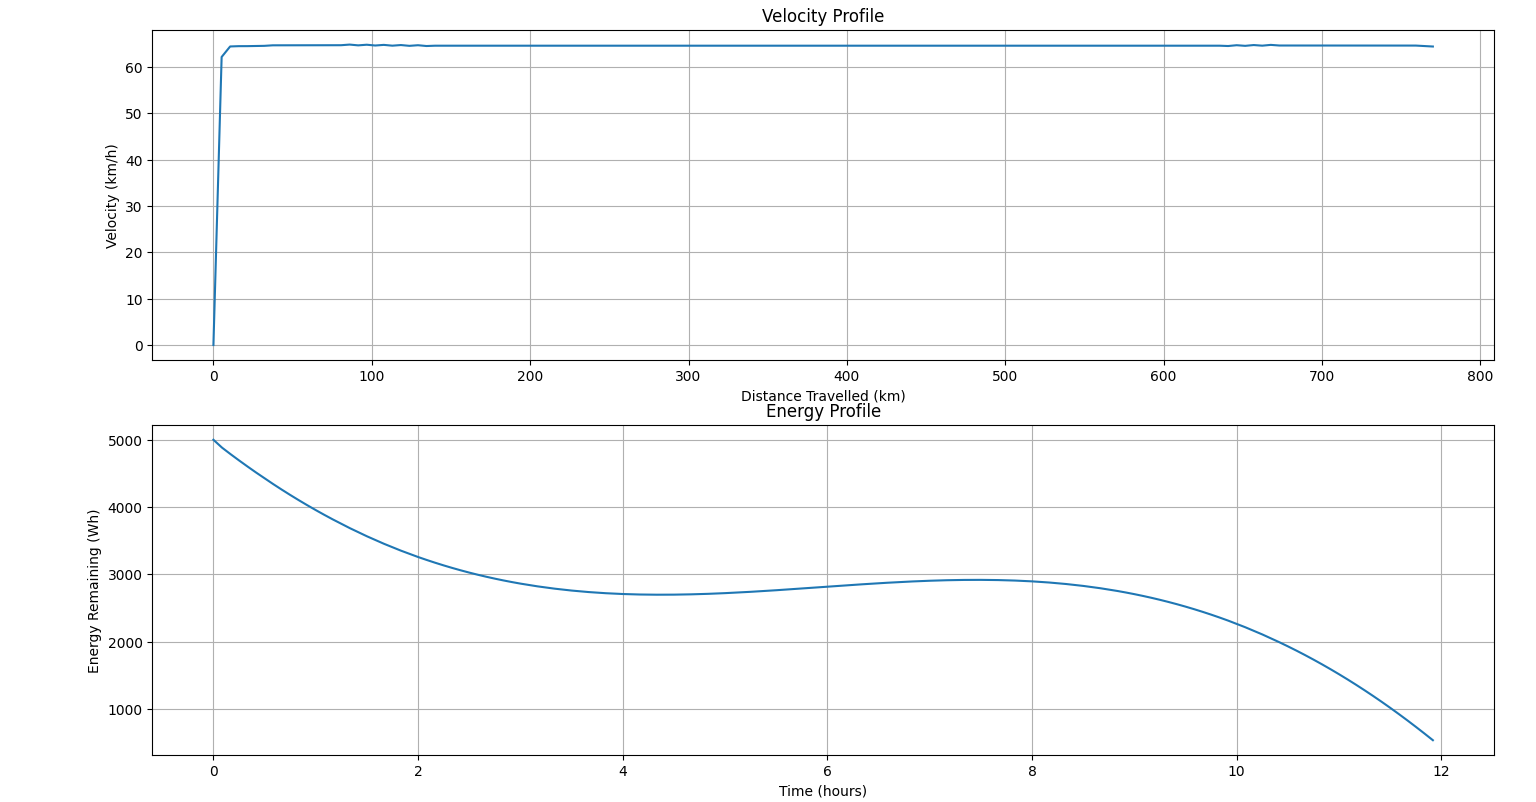 Velocity Profile
Velocity (km/h)
60
50
40
30
20
10
0
0 100 200 300 400 500 600 700 800
Distance Travelled (km)
Energy Profile
Energy Remaining (Wh)
5000
4000
3000
2000
1000
0 2 4 6 8 10 12
Time (hours)